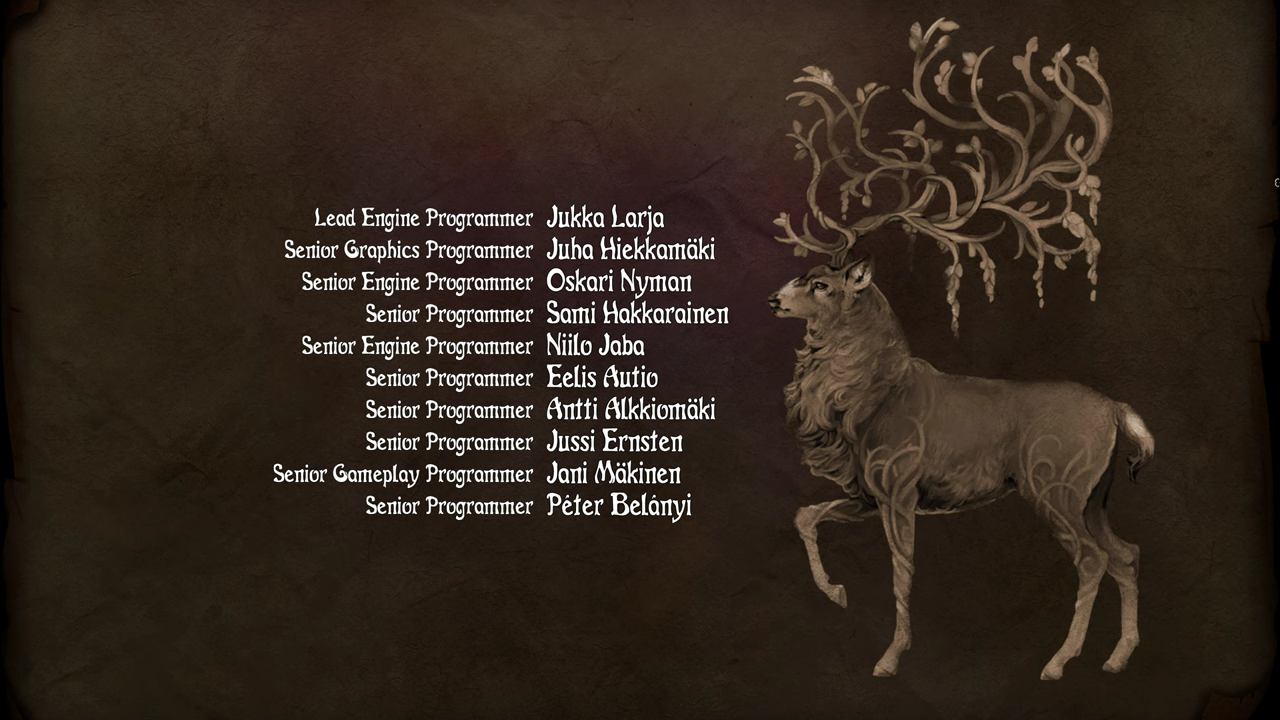 Lead Engine Programmer Jukka Larja
Senior Graphics Programmer Juha Hiekkamäki
Senior Engine Programmer Oskari Nyman
Senior Programmer Sami Hakkarainen
Senior Engine Programmer Niilo Jaba
Senior Programmer Eelis Autio
Senior Programmer Antti Alkkiomäki
Senior Programmer Jussi Ernsten
Senior Gameplay Programmer Jani Mäkinen
Senior Programmer Péter Belányi